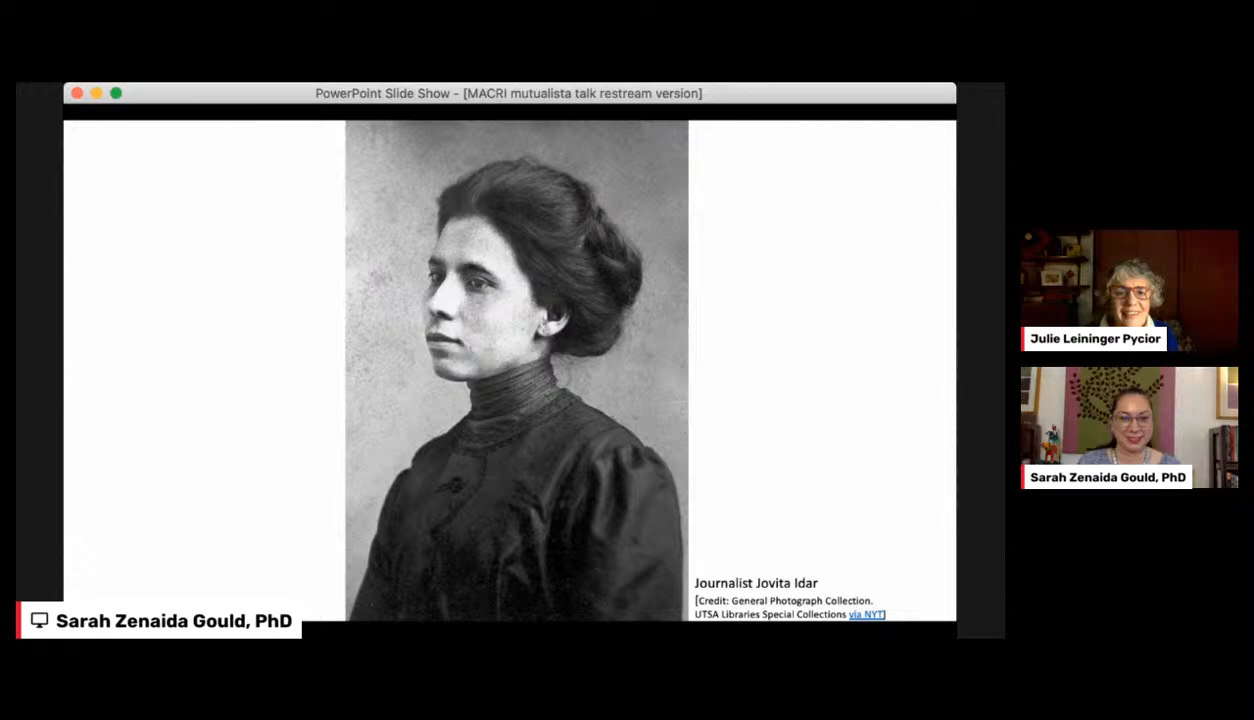 PowerPoint Slide Show - [MACRI mutualista talk restream version]
Journalist Jovita Idar
[Credit: General Photograph Collection.
UTSA Libraries Special Collections via NYT]
Julie Leininger Pycior
Sarah Zenaida Gould, PhD
Sarah Zenaida Gould, PhD